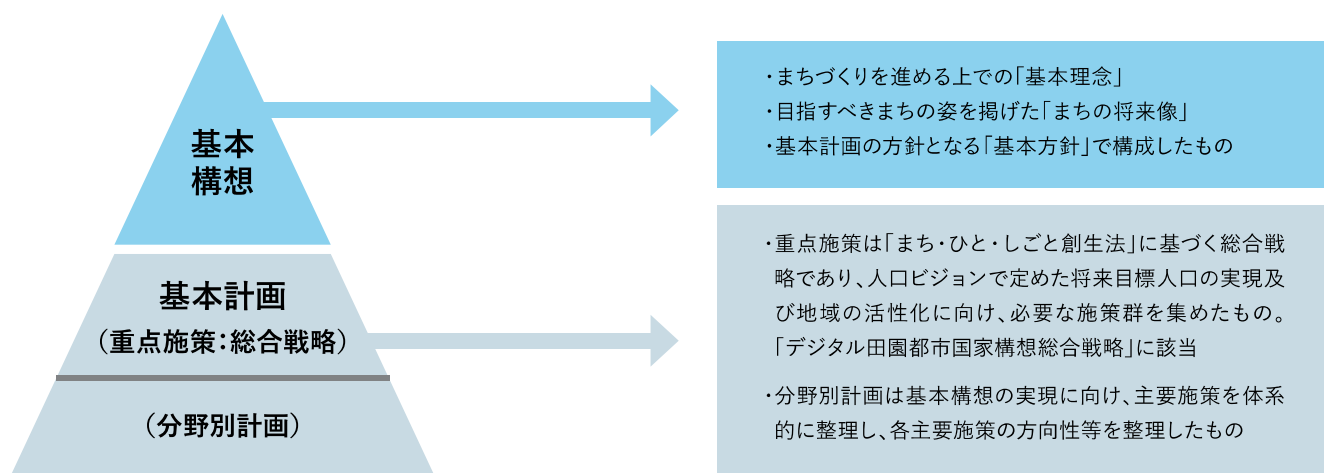 基本
構想
・まちづくりを進める上での「基本理念」
・目指すべきまちの姿を掲げた「まちの将来像」
・基本計画の方針となる「基本方針」で構成したもの
基本計画
（重点施策：総合戦略）
（分野別計画）
・重点施策は「まち・ひと・しごと創生法」に基づく総合戦
略であり、人口ビジョンで定めた将来目標人口の実現及
び地域の活性化に向け、必要な施策群を集めたもの。
「デジタル田園都市国家構想総合戦略」に該当
・分野別計画は基本構想の実現に向け、主要施策を体系
的に整理し、各主要施策の方向性等を整理したもの